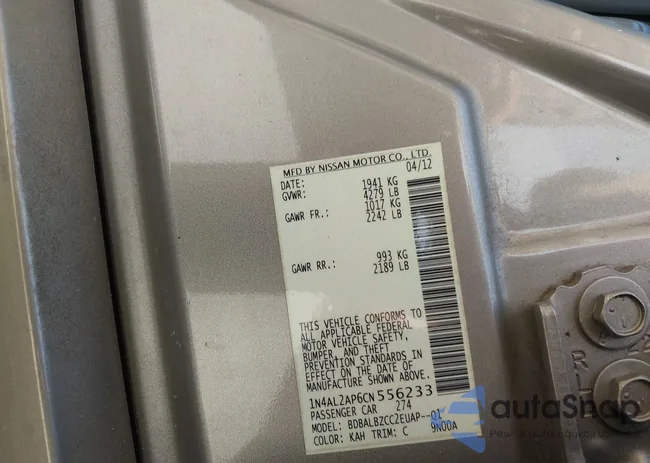 MFD BY NISSAN MOTOR CO., LTD.
DATE: 04/12
GVWR: 1941 KG
4279 LB
GAWR FR.: 1017 KG
2242 LB
GAWR RR.: 993 KG
2189 LB
THIS VEHICLE CONFORMS TO
ALL APPLICABLE FEDERAL
MOTOR VEHICLE SAFETY,
BUMPER, AND THEFT
PREVENTION STANDARDS IN
EFFECT ON THE DATE OF
MANUFACTURE SHOWN ABOVE.
1N4AL2AP6CN556233
PASSENGER CAR 274
MODEL: BDBALBZCC2EUAP--QL
COLOR: KAH TRIM: C 9N00A
autoSnap